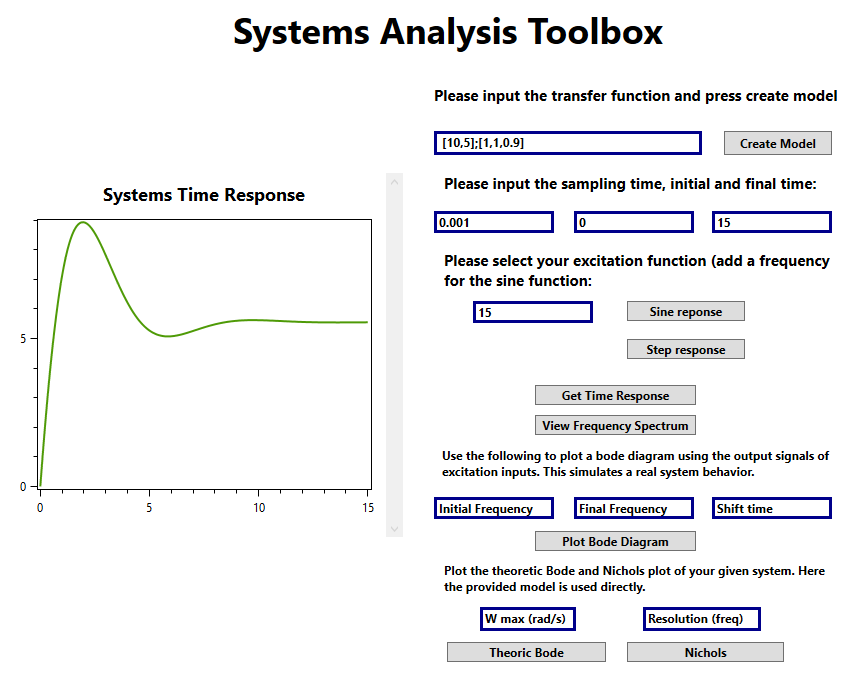 Systems Analysis Toolbox
Please input the transfer function and press create model
[10,5];[1,1,0.9]
Create Model
Please input the sampling time, initial and final time:
0.001
0
15
Please select your excitation function (add a frequency
for the sine function:
15
Sine reponse
Step response
Get Time Response
View Frequency Spectrum
Use the following to plot a bode diagram using the output signals of
excitation inputs. This simulates a real system behavior.
Initial Frequency
Final Frequency
Shift time
Plot Bode Diagram
Plot the theoretic Bode and Nichols plot of your given system. Here
the provided model is used directly.
W max (rad/s)
Resolution (freq)
Theoric Bode
Nichols
Systems Time Response
5
0
0
5
10
15